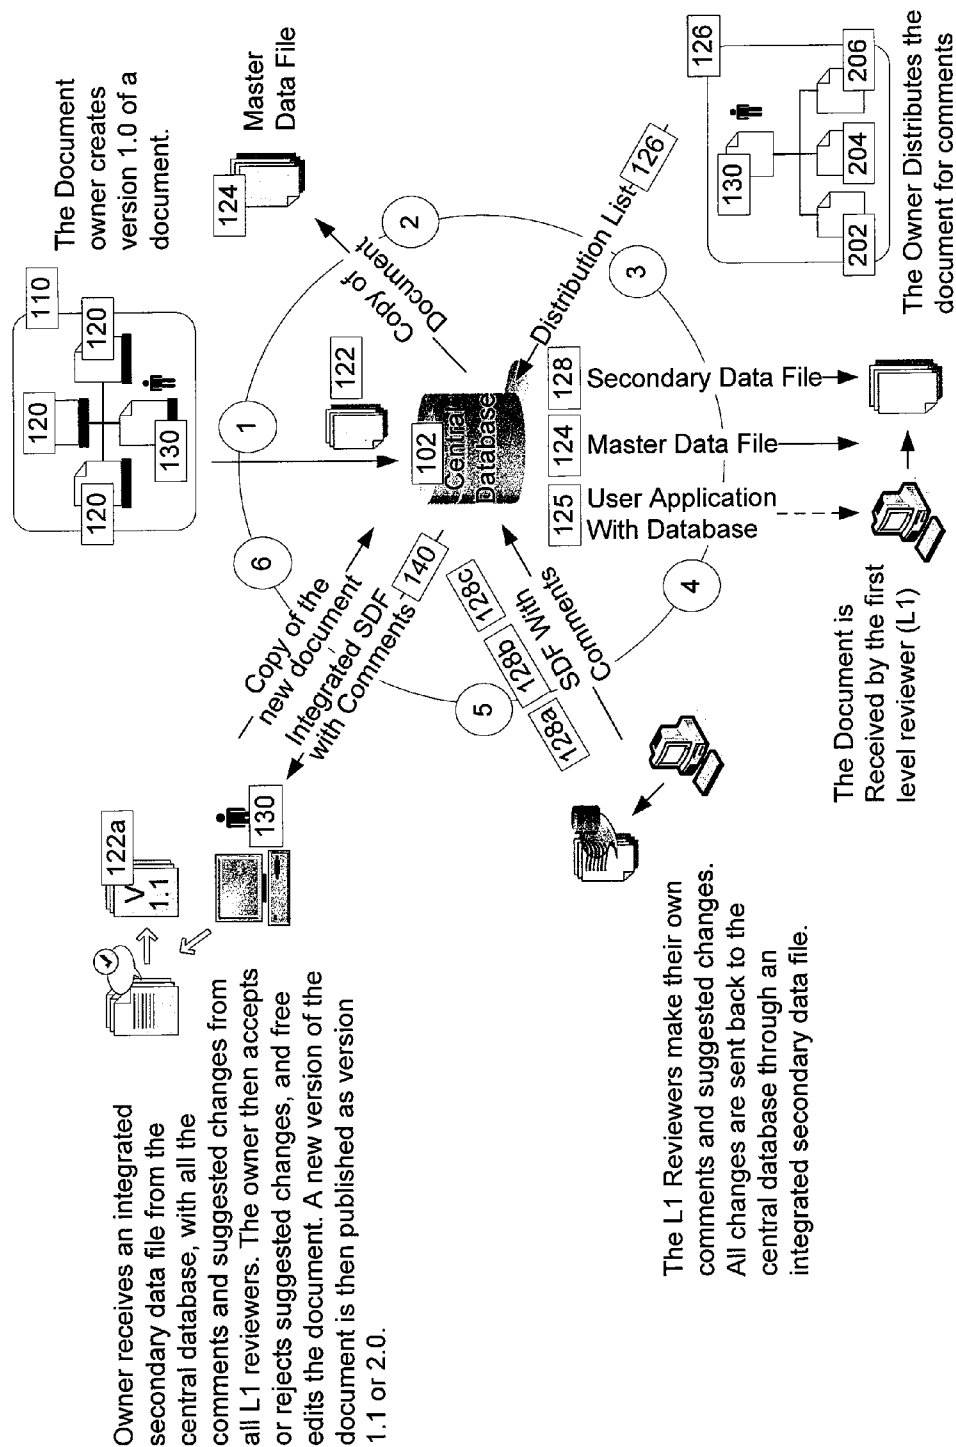 The Document
owner creates
version 1.0 of a
document.
110
120
120
120
130
1
122
102
Central
Database
Copy of
Document
2
124
Master
Data File
Distribution List
126
3
126
130
202
204
206
The Owner Distributes the
document for comments
128
Secondary Data File
124
Master Data File
125
User Application
With Database
The Document is
Received by the first
level reviewer (L1)
4
SDF With
Comments
128a
128b
128c
The L1 Reviewers make their own
comments and suggested changes.
All changes are sent back to the
central database through an
integrated secondary data file.
5
Integrated SDF
with Comments
140
130
122a
V
1.1
Owner receives an integrated
secondary data file from the
central database, with all the
comments and suggested changes from
all L1 reviewers. The owner then accepts
or rejects suggested changes, and free
edits the document. A new version of the
document is then published as version
1.1 or 2.0.
6
Copy of the
new document